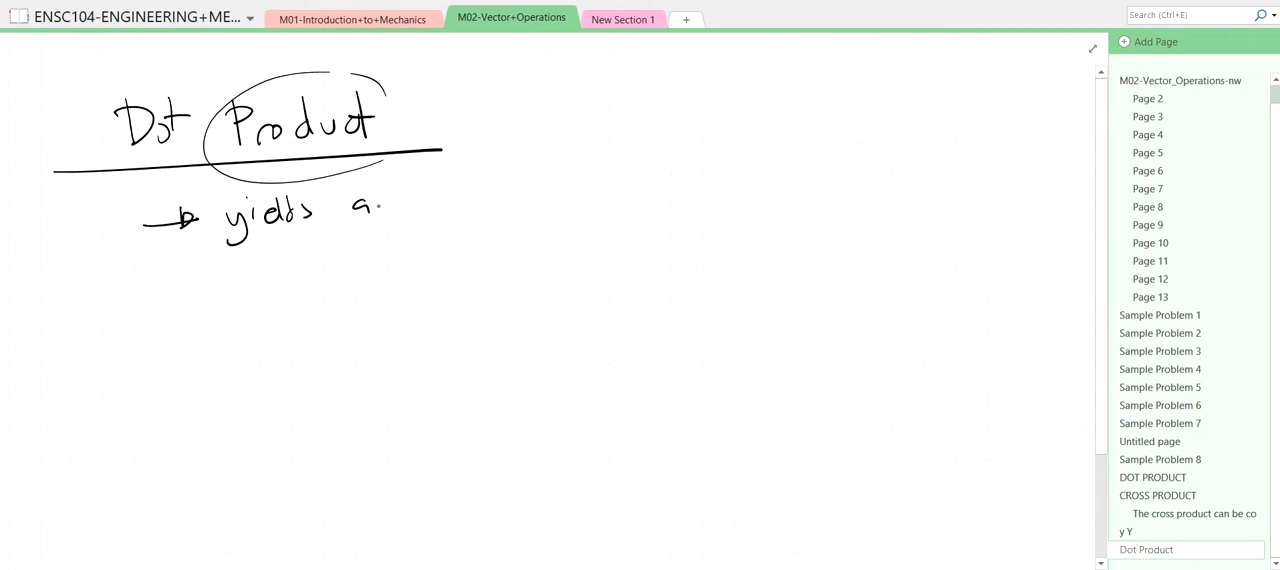 ENSC104-ENGINEERING+ME...
M01-Introduction+to+Mechanics
M02-Vector+Operations
New Section 1
+
Search (Ctrl+E)
Add Page
Dot Product
→ yields a
M02-Vector_Operations-nw
Page 2
Page 3
Page 4
Page 5
Page 6
Page 7
Page 8
Page 9
Page 10
Page 11
Page 12
Page 13
Sample Problem 1
Sample Problem 2
Sample Problem 3
Sample Problem 4
Sample Problem 5
Sample Problem 6
Sample Problem 7
Untitled page
Sample Problem 8
DOT PRODUCT
CROSS PRODUCT
The cross product can be co
y Y
Dot Product